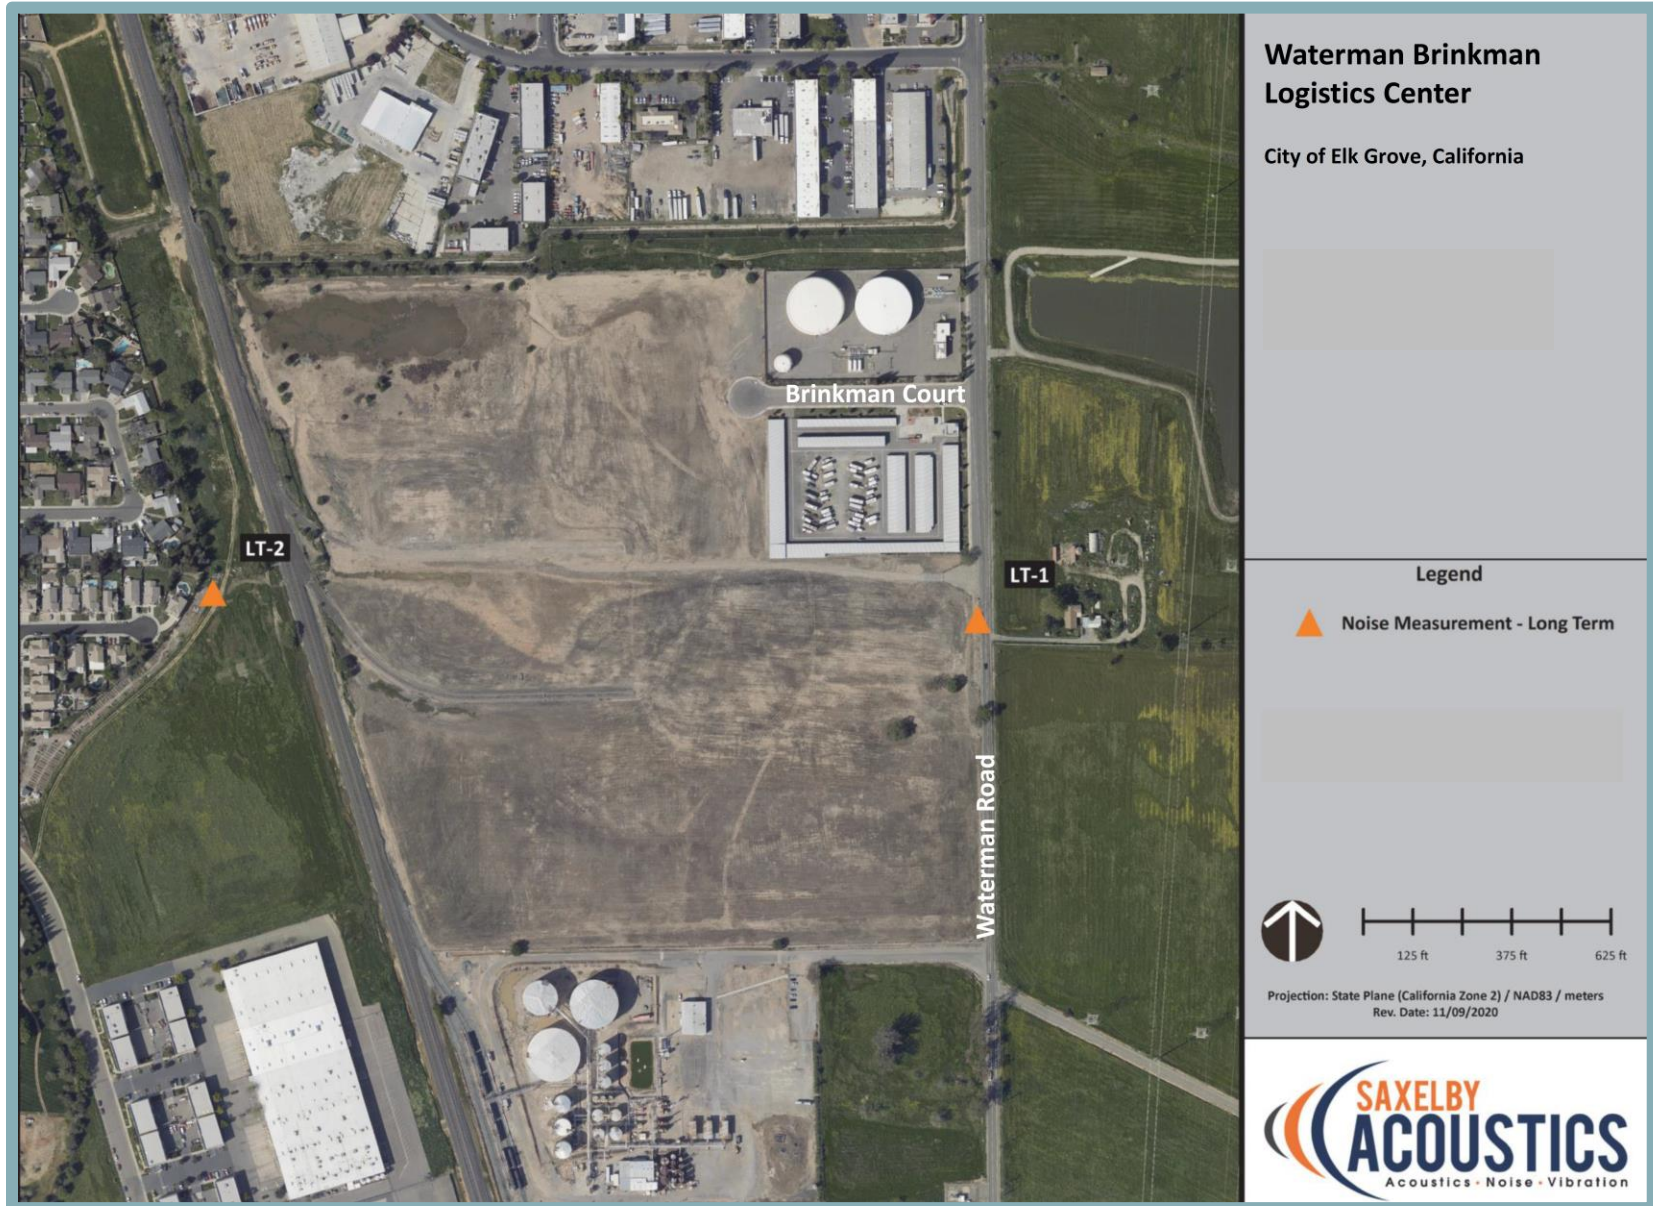 Waterman Brinkman
Logistics Center
City of Elk Grove, California
Brinkman Court
LT-2
LT-1
Waterman Road
Legend
Noise Measurement - Long Term
125 ft
375 ft
625 ft
Projection: State Plane (California Zone 2) / NAD83 / meters
Rev. Date: 11/09/2020
SAXELBY
ACOUSTICS
Acoustics • Noise • Vibration